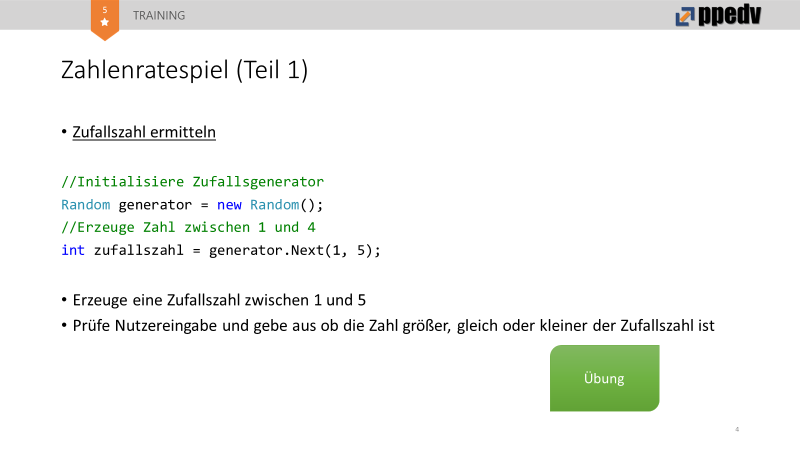 5
TRAINING
ppedv
Zahlenratespiel (Teil 1)
• Zufallszahl ermitteln
//Initialisiere Zufallsgenerator
Random generator = new Random();
//Erzeuge Zahl zwischen 1 und 4
int zufallszahl = generator.Next(1, 5);
• Erzeuge eine Zufallszahl zwischen 1 und 5
• Prüfe Nutzereingabe und gebe aus ob die Zahl größer, gleich oder kleiner der Zufallszahl ist
Übung
4